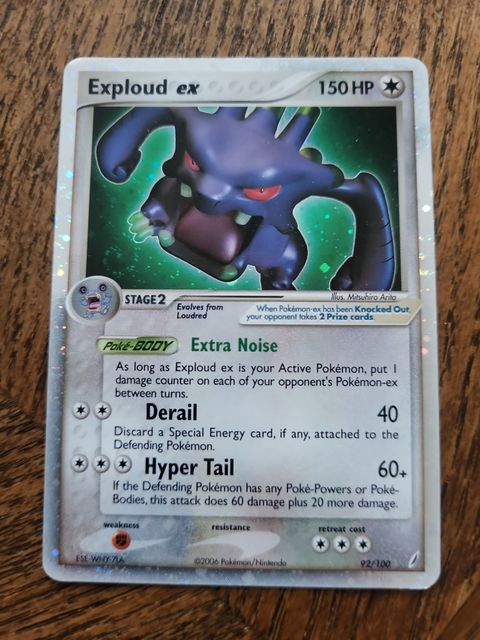 Exploud ex 150 HP
Illus. Mitsuhiro Arita
STAGE2
Evolves from
Loudred
When Pokémon-ex has been Knocked Out,
your opponent takes 2 Prize cards.
Poké-BODY Extra Noise
As long as Exploud ex is your Active Pokémon, put 1
damage counter on each of your opponent's Pokémon-ex
between turns.
Derail 40
Discard a Special Energy card, if any, attached to the
Defending Pokémon.
Hyper Tail 60+
If the Defending Pokémon has any Poké-Powers or Poké-
Bodies, this attack does 60 damage plus 20 more damage.
weakness resistance retreat cost
ESE-WHY-7LA ©2006 Pokémon/Nintendo 92/100